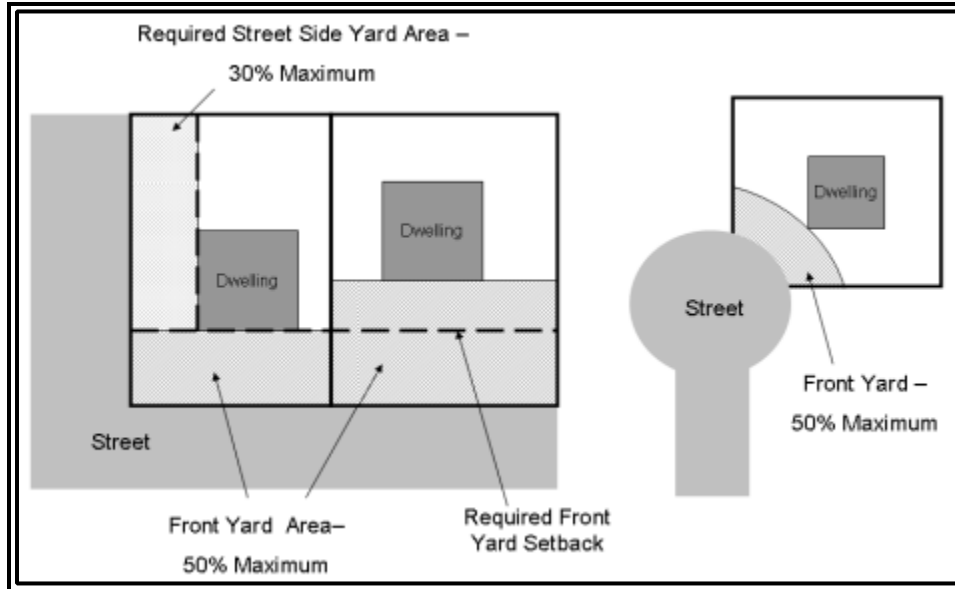 Required Street Side Yard Area –
30% Maximum
Dwelling
Dwelling
Dwelling
Street
Street
Front Yard –
50% Maximum
Front Yard Area–
50% Maximum
Required Front
Yard Setback